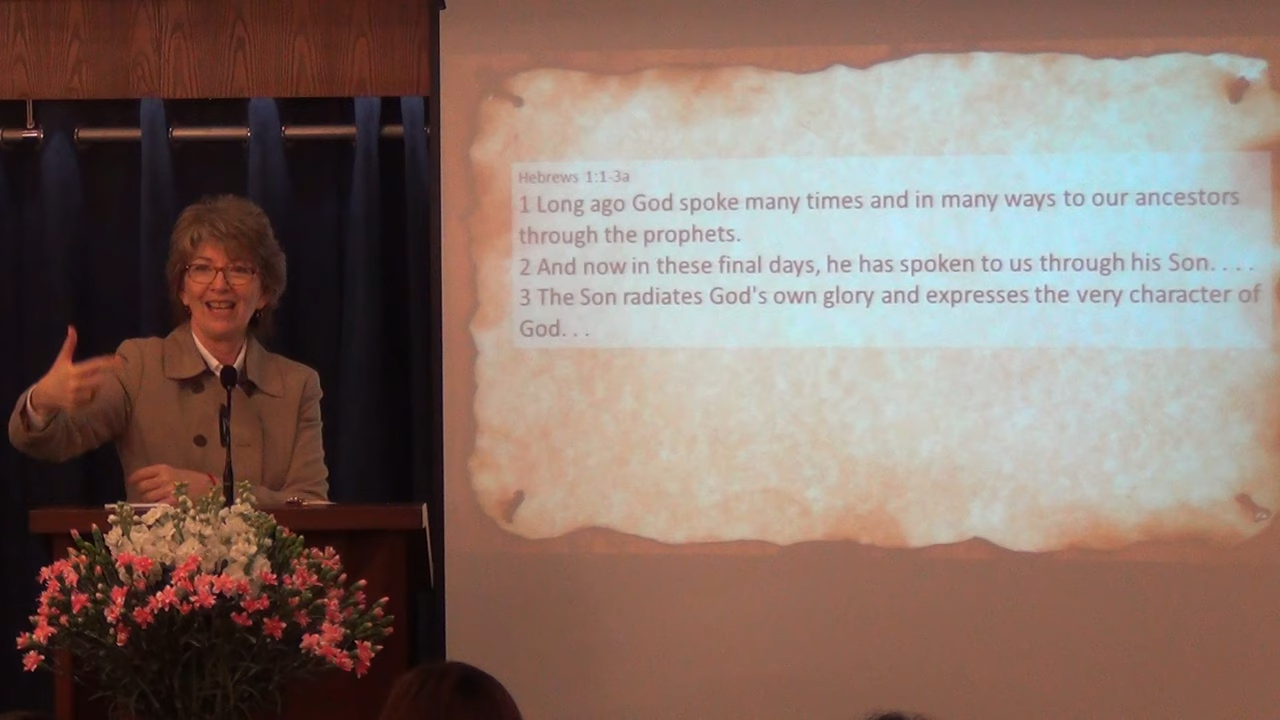 Hebrews 1:1-3a
1 Long ago God spoke many times and in many ways to our ancestors
through the prophets.
2 And now in these final days, he has spoken to us through his Son. . . .
3 The Son radiates God's own glory and expresses the very character of
God. . .